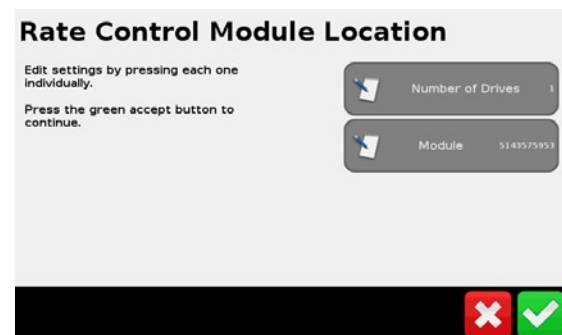 Rate Control Module Location
Edit settings by pressing each one
individually.
Press the green accept button to
continue.
Number of Drives 1
Module 5143575953